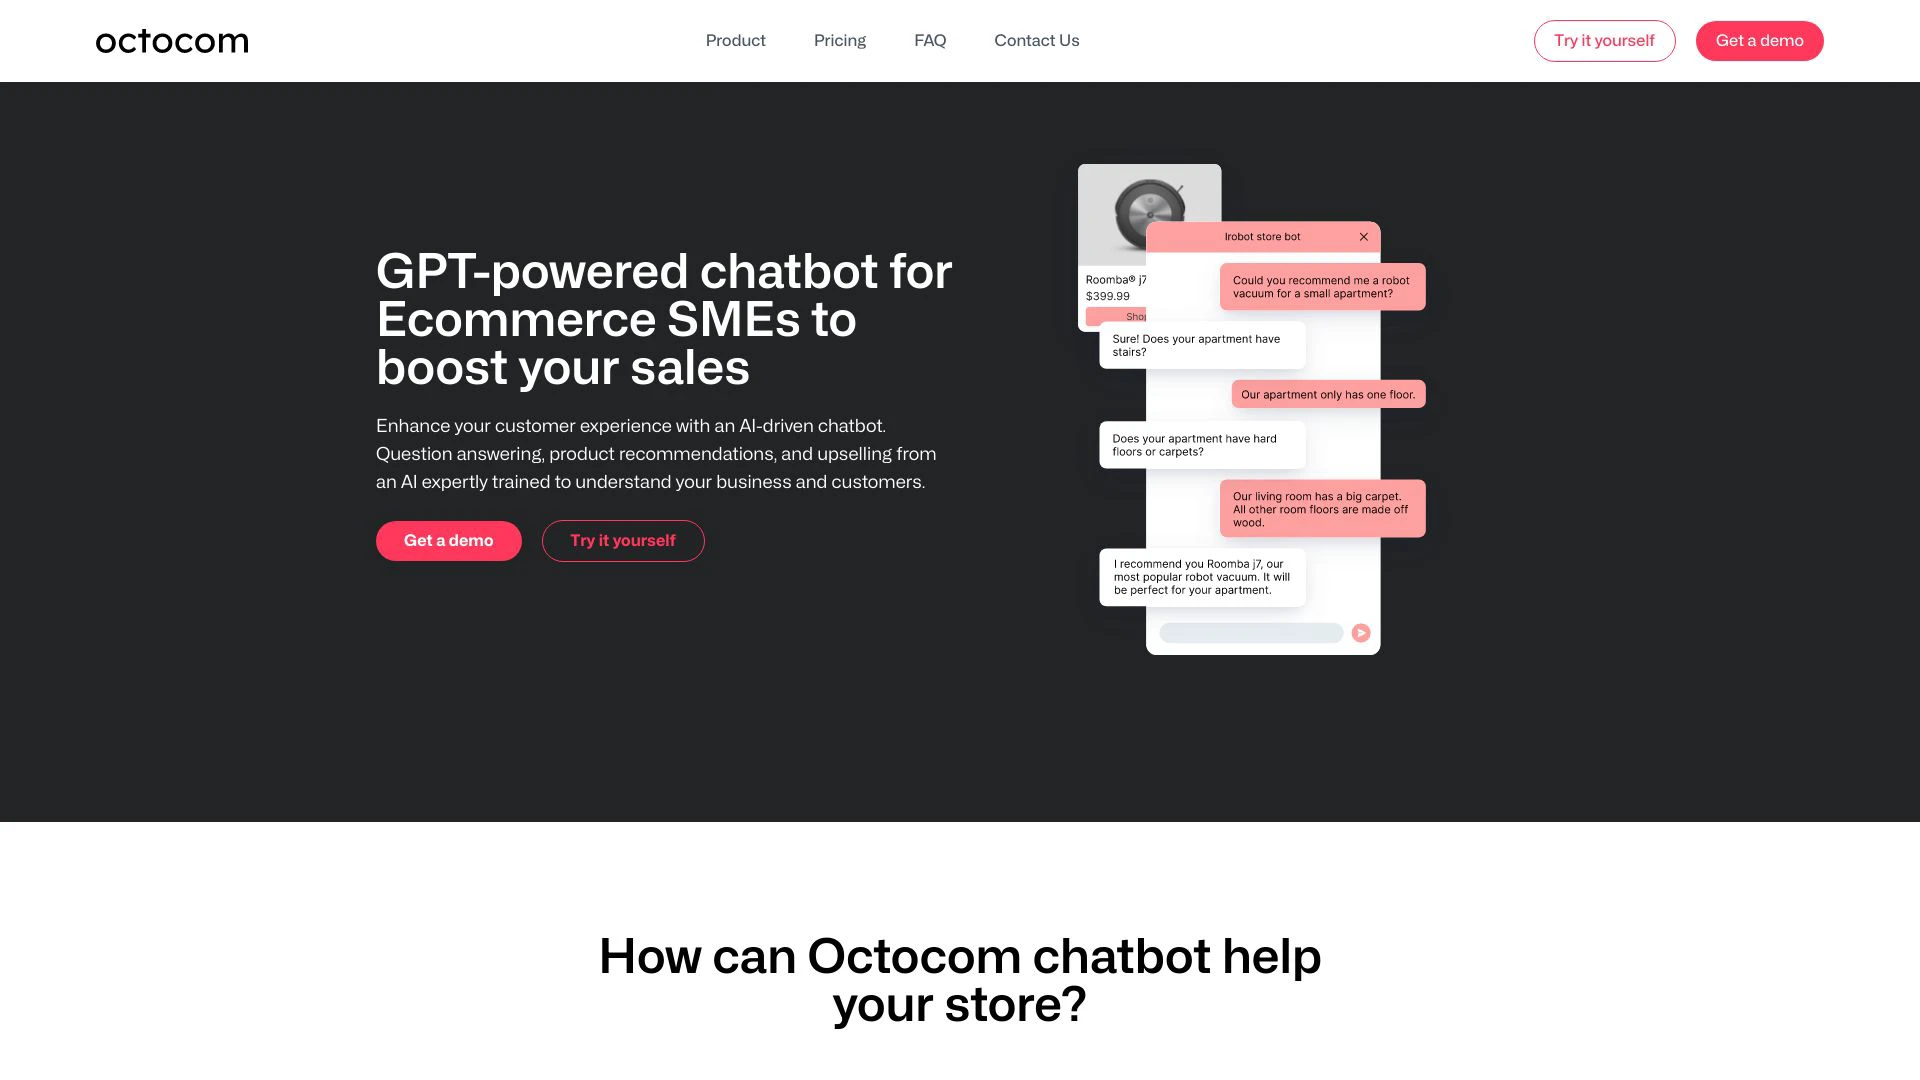 octocom
Product
Pricing
FAQ
Contact Us
Try it yourself
Get a demo
GPT-powered chatbot for
Ecommerce SMEs to
boost your sales
Enhance your customer experience with an AI-driven chatbot.
Question answering, product recommendations, and upselling from
an AI expertly trained to understand your business and customers.
Get a demo
Try it yourself
Roomba® j7
$399.99
Shop
Irobot store bot
Could you recommend me a robot
vacuum for a small apartment?
Sure! Does your apartment have
stairs?
Our apartment only has one floor.
Does your apartment have hard
floors or carpets?
Our living room has a big carpet.
All other room floors are made off
wood.
I recommend you Roomba j7, our
most popular robot vacuum. It will
be perfect for your apartment.
How can Octocom chatbot help
your store?